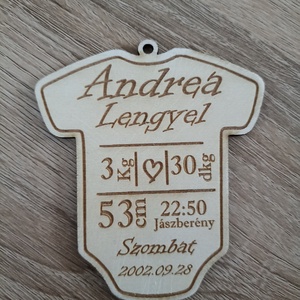 Andrea
Lengyel
3 Kg 30 dkg
53 cm 22:50
Jászberény
Szombat
2002.09.28